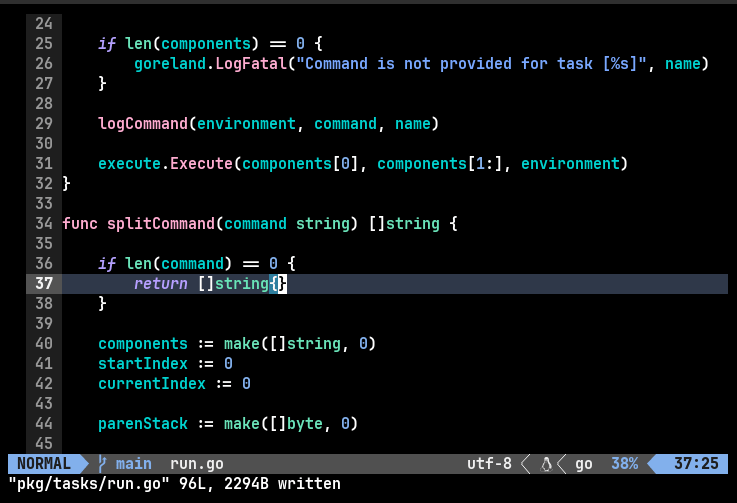 24
25     if len(components) == 0 {
26         goreland.LogFatal("Command is not provided for task [%s]", name)
27     }
28
29     logCommand(environment, command, name)
30
31     execute.Execute(components[0], components[1:], environment)
32 }
33
34 func splitCommand(command string) []string {
35
36     if len(command) == 0 {
37         return []string{}
38     }
39
40     components := make([]string, 0)
41     startIndex := 0
42     currentIndex := 0
43
44     parenStack := make([]byte, 0)
45
NORMAL main run.go utf-8 go 38% 37:25
"pkg/tasks/run.go" 96L, 2294B written